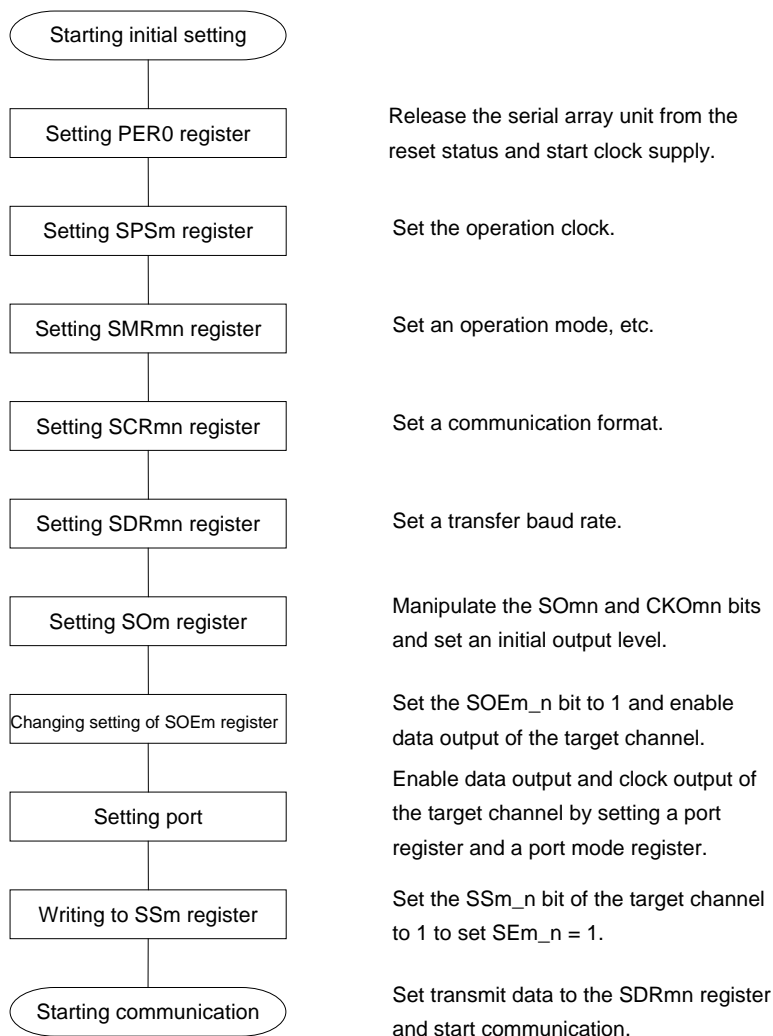 Starting initial setting
Setting PER0 register
Release the serial array unit from the
reset status and start clock supply.
Setting SPSm register
Set the operation clock.
Setting SMRmn register
Set an operation mode, etc.
Setting SCRmn register
Set a communication format.
Setting SDRmn register
Set a transfer baud rate.
Setting SOm register
Manipulate the SOmn and CKOmn bits
and set an initial output level.
Changing setting of SOEm register
Set the SOEm_n bit to 1 and enable
data output of the target channel.
Setting port
Enable data output and clock output of
the target channel by setting a port
register and a port mode register.
Writing to SSm register
Set the SSm_n bit of the target channel
to 1 to set SEm_n = 1.
Starting communication
Set transmit data to the SDRmn register
and start communication.